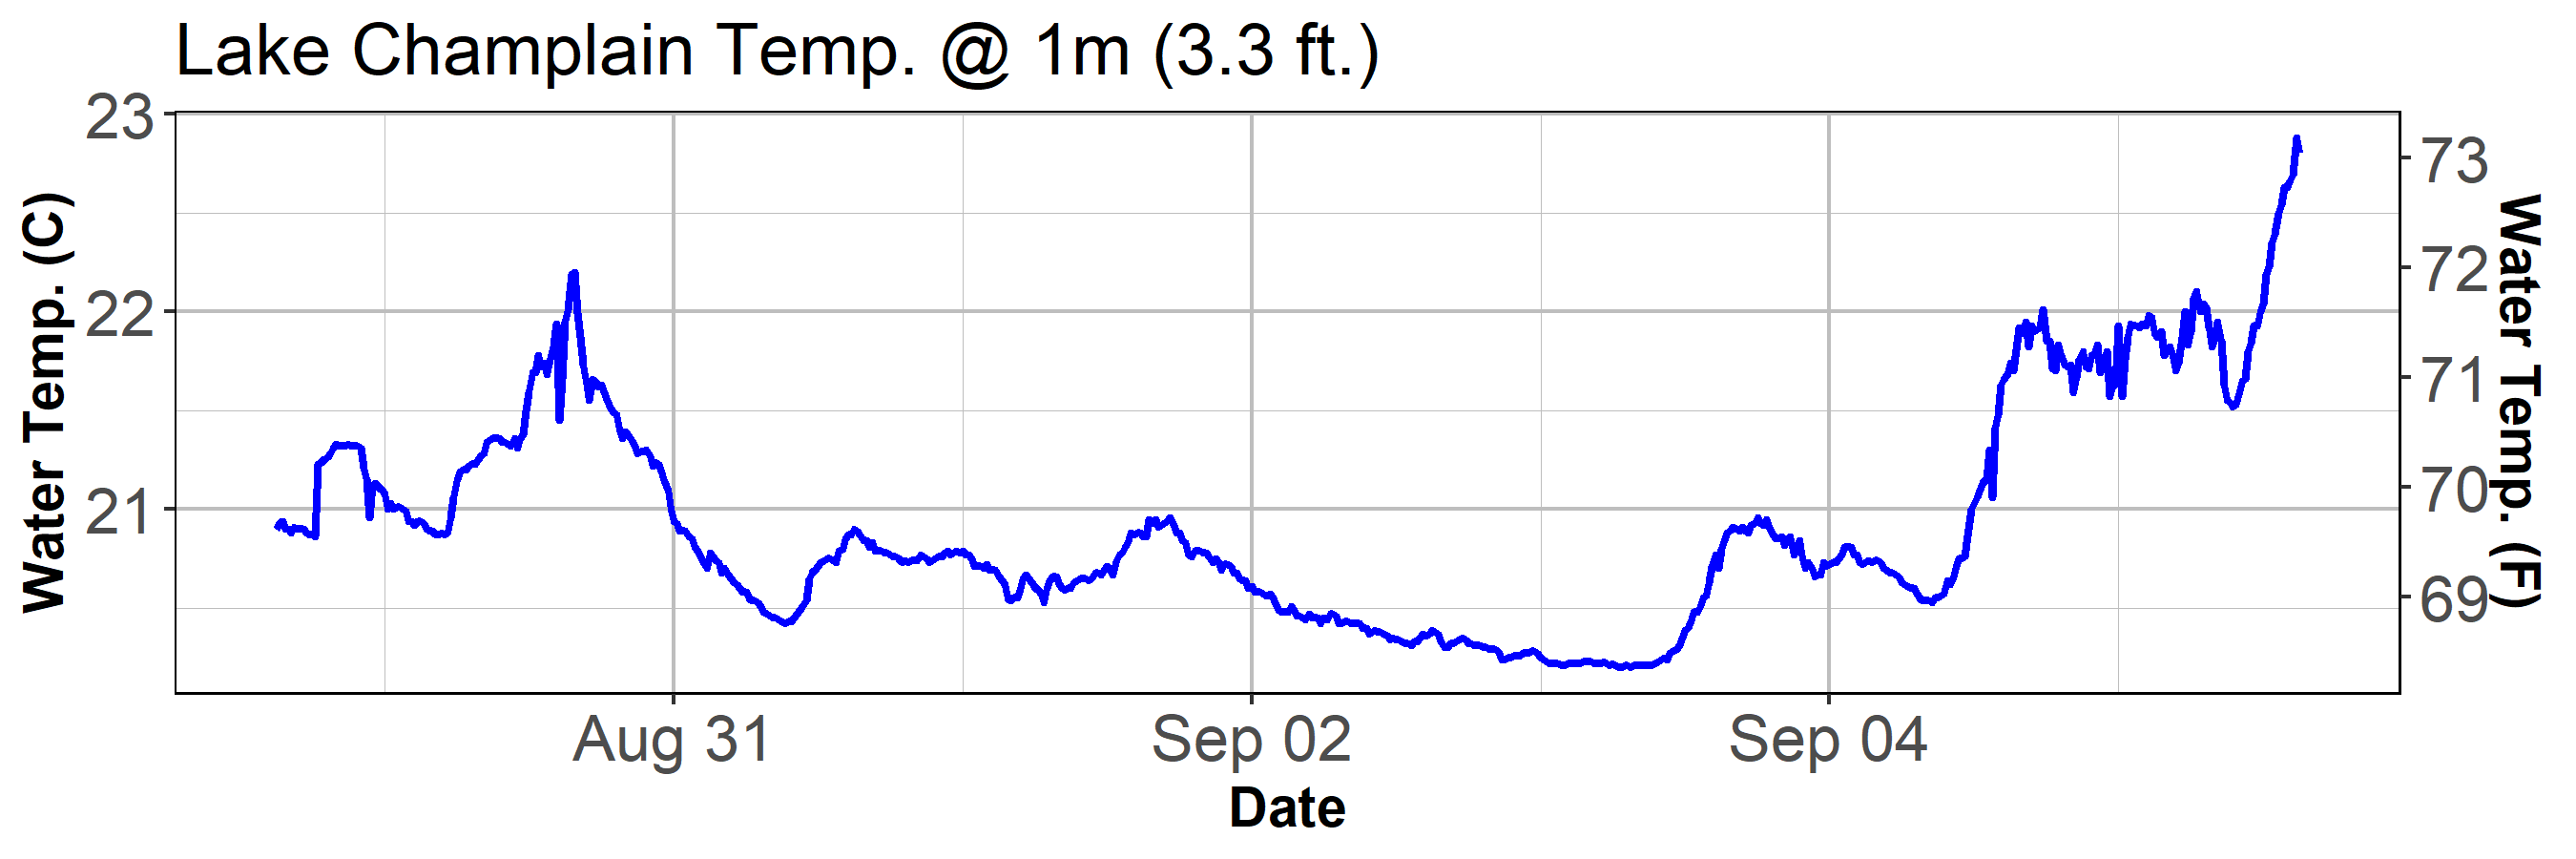 Lake Champlain Temp. @ 1m (3.3 ft.)
Water Temp. (C)
23
22
21
73
72
71
70
69
Water Temp. (F)
Aug 31
Sep 02
Sep 04
Date